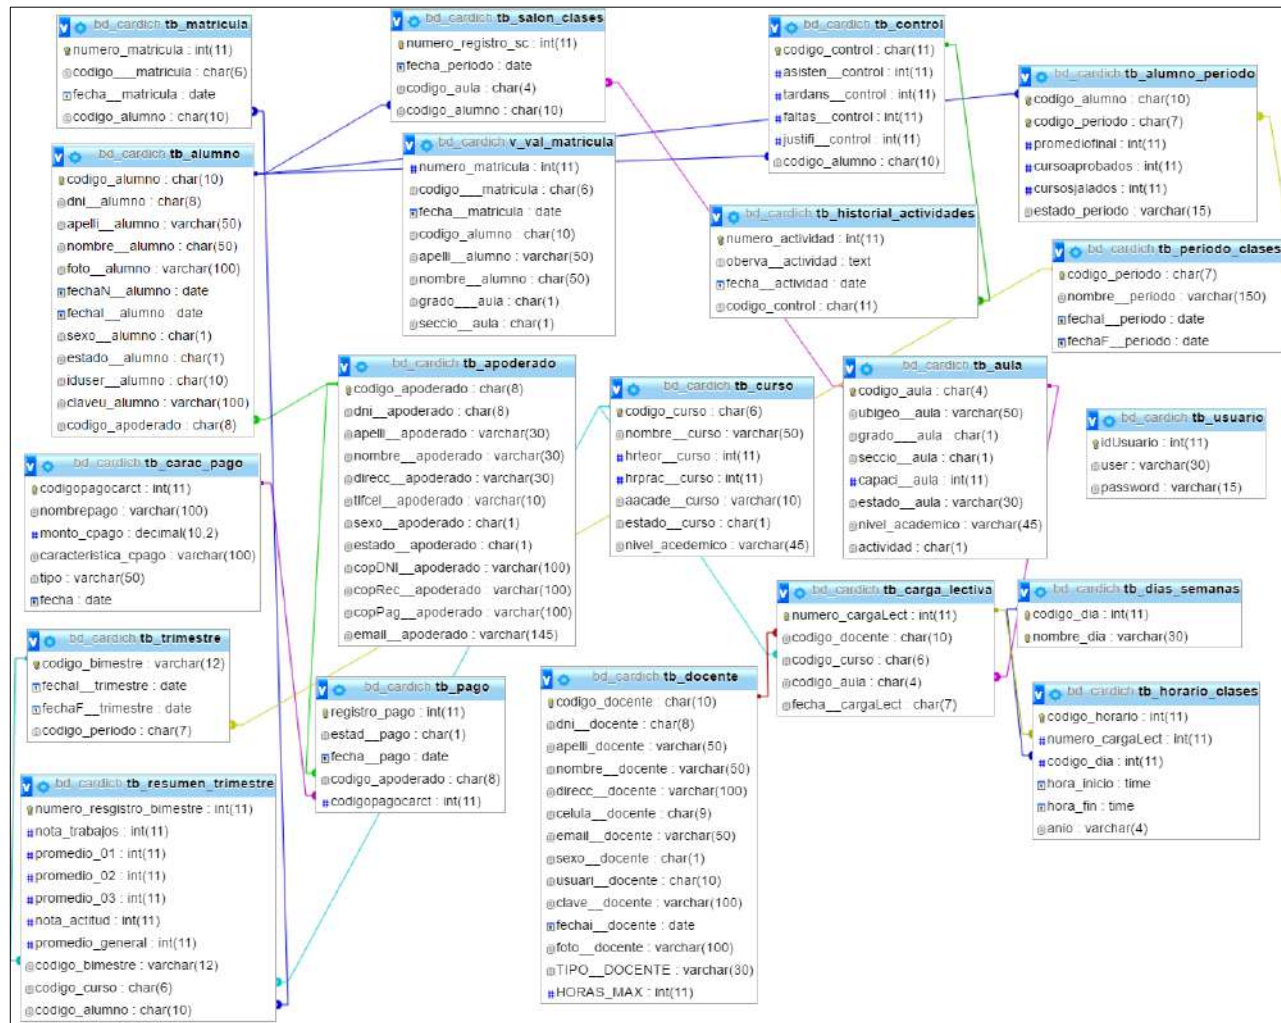 bd_cardich tb_matricula
numero_matricula : int(11)
codigo___matricula : char(6)
fecha__matricula : date
codigo_alumno : char(10)
bd_cardich tb_alumno
codigo_alumno : char(10)
dni__alumno : char(8)
apelli__alumno : varchar(50)
nombre__alumno : char(50)
foto__alumno : varchar(100)
fechaN__alumno : date
fechaI__alumno : date
sexo__alumno : char(1)
estado__alumno : char(1)
iduser__alumno : char(10)
claveu__alumno : varchar(100)
codigo_apoderado : char(8)
bd_cardich tb_carac_pago
codigopagocarct : int(11)
nombrepago : varchar(100)
monto_cpago : decimal(10,2)
caracteristica_cpago : varchar(100)
tipo : varchar(50)
fecha : date
bd_cardich tb_trimestre
codigo_bimestre : varchar(12)
fechaI__trimestre : date
fechaF__trimestre : date
codigo_periodo : char(7)
bd_cardich tb_resumen_trimestre
numero_resgistro_bimestre : int(11)
nota_trabajos : int(11)
promedio_01 : int(11)
promedio_02 : int(11)
promedio_03 : int(11)
nota_actitud : int(11)
promedio_general : int(11)
codigo_bimestre : varchar(12)
codigo_curso : char(6)
codigo_alumno : char(10)
bd_cardich tb_salon_clases
numero_registro_sc : int(11)
fecha_periodo : date
codigo_aula : char(4)
codigo_alumno : char(10)
bd_cardich v_val_matricula
numero_matricula : int(11)
codigo___matricula : char(6)
fecha__matricula : date
codigo_alumno : char(10)
apelli__alumno : varchar(50)
nombre__alumno : char(50)
grado___aula : char(1)
seccio__aula : char(1)
bd_cardich tb_apoderado
codigo_apoderado : char(8)
dni__apoderado : char(8)
apelli__apoderado : varchar(30)
nombre__apoderado : varchar(30)
direcc__apoderado : varchar(30)
tlfcel__apoderado : varchar(10)
sexo__apoderado : char(1)
estado__apoderado : char(1)
copDNI__apoderado : varchar(100)
copRec__apoderado : varchar(100)
copPag__apoderado : varchar(100)
email__apoderado : varchar(145)
bd_cardich tb_pago
registro_pago : int(11)
estad__pago : char(1)
fecha__pago : date
codigo_apoderado : char(8)
codigopagocarct : int(11)
bd_cardich tb_control
codigo_control : char(11)
asisten__control : int(11)
tardans__control : int(11)
faltas__control : int(11)
justifi__control : int(11)
codigo_alumno : char(10)
bd_cardich tb_historial_actividades
numero_actividad : int(11)
oberva__actividad : text
fecha__actividad : date
codigo_control : char(11)
bd_cardich tb_curso
codigo_curso : char(6)
nombre__curso : varchar(50)
hrteor__curso : int(11)
hrprac__curso : int(11)
aacade__curso : varchar(10)
estado__curso : char(1)
nivel_acedemico : varchar(45)
bd_cardich tb_docente
codigo_docente : char(10)
dni__docente : char(8)
apelli_docente : varchar(50)
nombre__docente : varchar(50)
direcc__docente : varchar(100)
celula__docente : char(9)
email__docente : varchar(50)
sexo__docente : char(1)
usuari__docente : char(10)
clave__docente : varchar(100)
fechai__docente : date
foto__docente : varchar(100)
TIPO__DOCENTE : varchar(30)
HORAS_MAX : int(11)
bd_cardich tb_alumno_periodo
codigo_alumno : char(10)
codigo_periodo : char(7)
promediofinal : int(11)
cursoaprobados : int(11)
cursosjalados : int(11)
estado_periodo : varchar(15)
bd_cardich tb_periodo_clases
codigo_periodo : char(7)
nombre__periodo : varchar(150)
fechaI__periodo : date
fechaF__periodo : date
bd_cardich tb_aula
codigo_aula : char(4)
ubigeo__aula : varchar(50)
grado___aula : char(1)
seccio__aula : char(1)
capaci__aula : int(11)
estado__aula : varchar(30)
nivel_academico : varchar(45)
actividad : char(1)
bd_cardich tb_usuario
idUsuario : int(11)
user : varchar(30)
password : varchar(15)
bd_cardich tb_carga_lectiva
numero_cargaLect : int(11)
codigo_docente : char(10)
codigo_curso : char(6)
codigo_aula : char(4)
fecha__cargaLect : char(7)
bd_cardich tb_dias_semanas
codigo_dia : int(11)
nombre_dia : varchar(30)
bd_cardich tb_horario_clases
codigo_horario : int(11)
numero_cargaLect : int(11)
codigo_dia : int(11)
hora_inicio : time
hora_fin : time
anio : varchar(4)